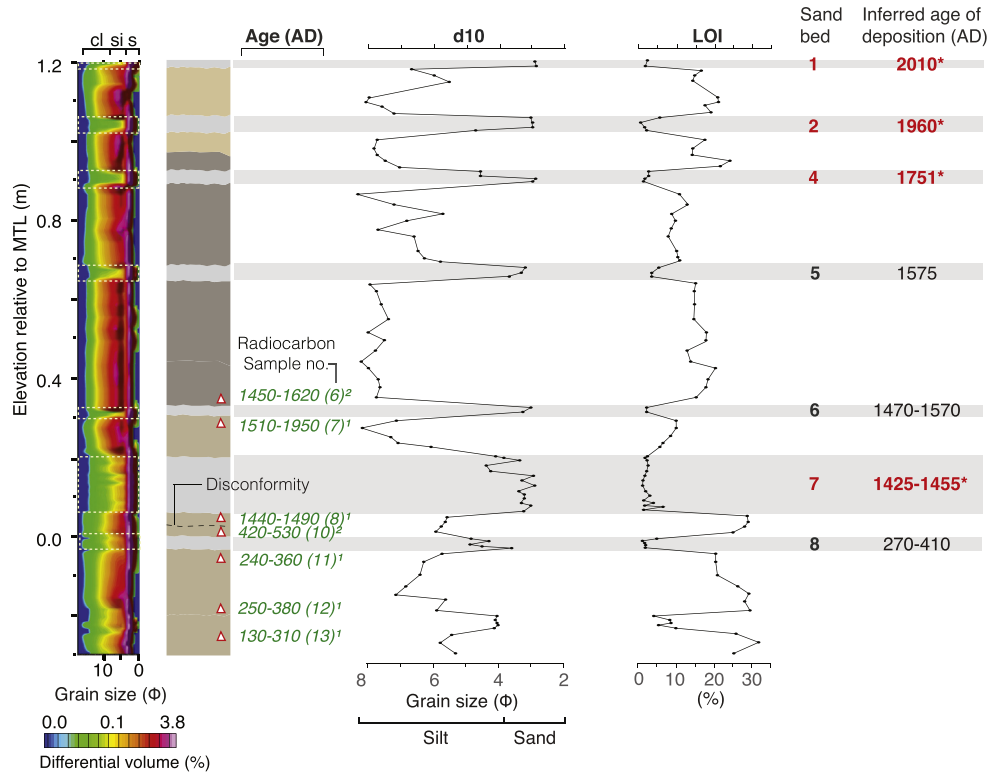 Sand bed
Inferred age of deposition (AD)
cl si s
Age (AD)
d10
LOI
1.2
1 2010*
2 1960*
1.0
4 1751*
0.8
5 1575
Radiocarbon
Sample no.
0.4
1450-1620 (6)²
6 1470-1570
1510-1950 (7)¹
Disconformity
7 1425-1455*
1440-1490 (8)¹
420-530 (10)²
0.0
8 270-410
240-360 (11)¹
250-380 (12)¹
130-310 (13)¹
Elevation relative to MTL (m)
10 0
Grain size (Φ)
0.0 0.1 3.8
Differential volume (%)
8 6 4 2
Grain size (Φ)
Silt Sand
0 10 20 30
(%)